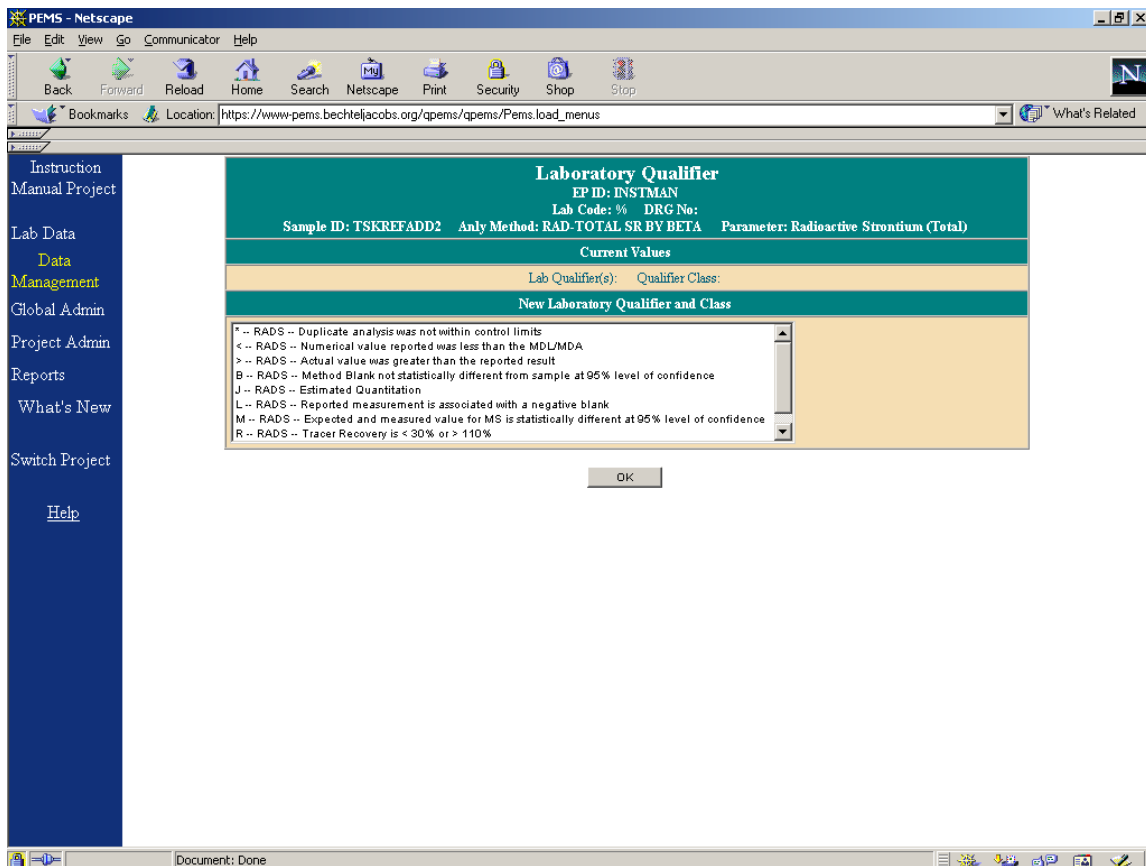 PEMS - Netscape
File Edit View Go Communicator Help
My
Back Forward Reload Home Search Netscape Print Security Shop Stop
N
Bookmarks Location: https://www-pems.bechteljacobs.org/qpems/qpems/Pems.load_menus What's Related
Instruction
Manual Project
Lab Data
Data
Management
Global Admin
Project Admin
Reports
What's New
Switch Project
Help
Laboratory Qualifier
EP ID: INSTMAN
Lab Code: % DRG No:
Sample ID: TSKREFADD2 Anly Method: RAD-TOTAL SR BY BETA Parameter: Radioactive Strontium (Total)
Current Values
Lab Qualifier(s): Qualifier Class:
New Laboratory Qualifier and Class
* -- RADS -- Duplicate analysis was not within control limits
< -- RADS -- Numerical value reported was less than the MDL/MDA
> -- RADS -- Actual value was greater than the reported result
B -- RADS -- Method Blank not statistically different from sample at 95% level of confidence
J -- RADS -- Estimated Quantitation
L -- RADS -- Reported measurement is associated with a negative blank
M -- RADS -- Expected and measured value for MS is statistically different at 95% level of confidence
R -- RADS -- Tracer Recovery is < 30% or > 110%
OK
Document: Done